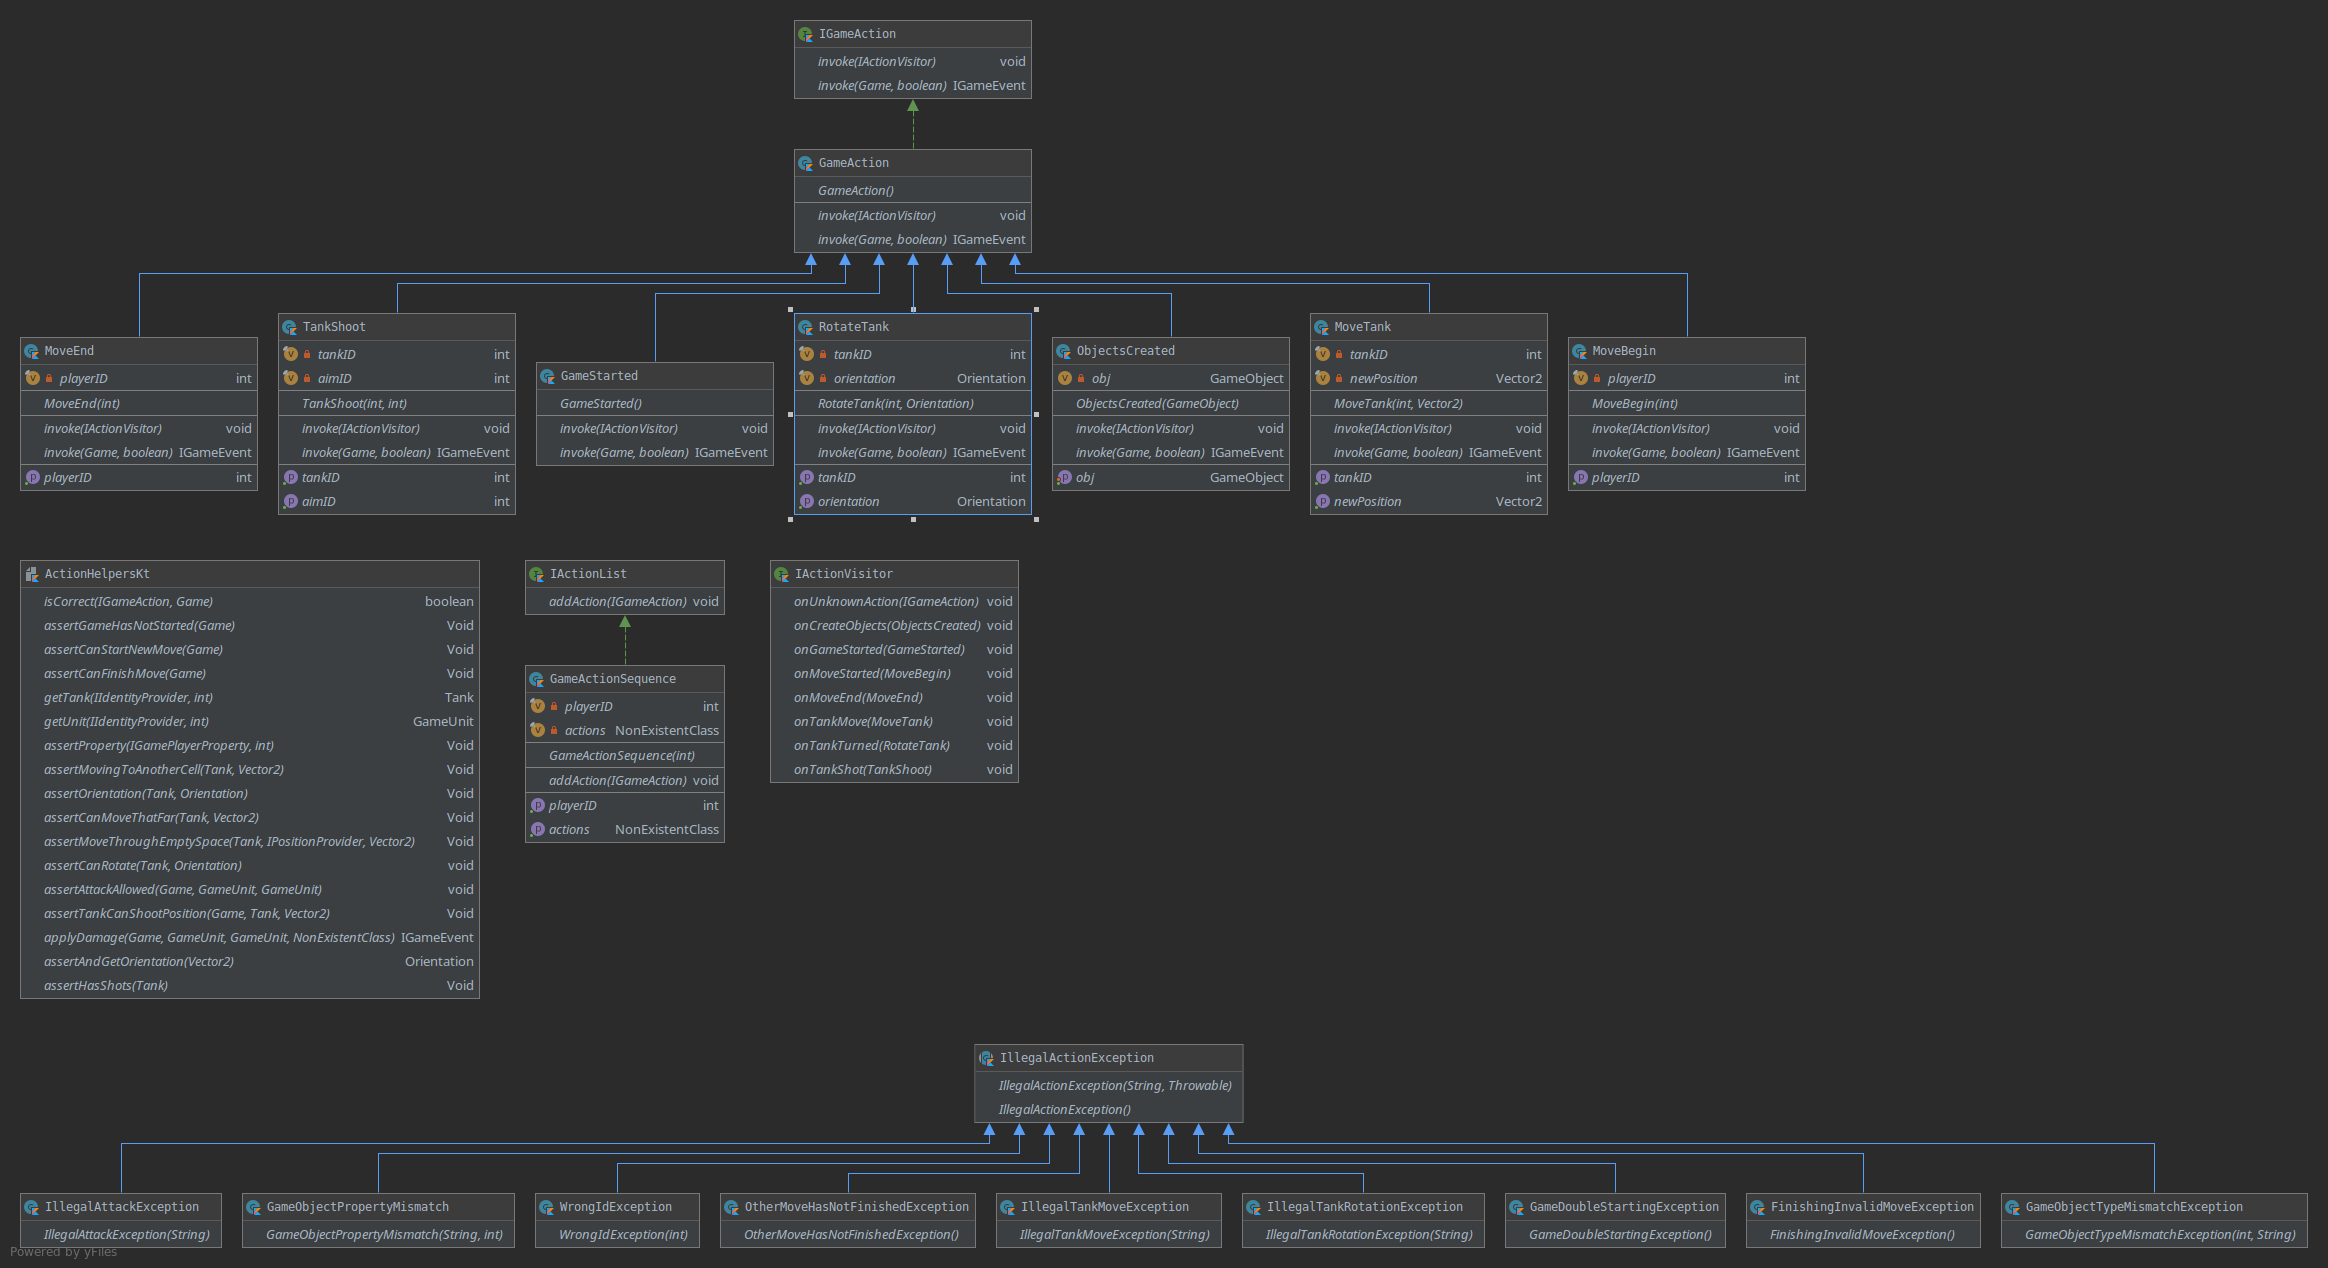 IGameAction
invoke(IActionVisitor) void
invoke(Game, boolean) IGameEvent
GameAction
GameAction()
invoke(IActionVisitor) void
invoke(Game, boolean) IGameEvent
MoveEnd
playerID int
MoveEnd(int)
invoke(IActionVisitor) void
invoke(Game, boolean) IGameEvent
playerID int
TankShoot
tankID int
aimID int
TankShoot(int, int)
invoke(IActionVisitor) void
invoke(Game, boolean) IGameEvent
tankID int
aimID int
GameStarted
GameStarted()
invoke(IActionVisitor) void
invoke(Game, boolean) IGameEvent
RotateTank
tankID int
orientation Orientation
RotateTank(int, Orientation)
invoke(IActionVisitor) void
invoke(Game, boolean) IGameEvent
tankID int
orientation Orientation
ObjectsCreated
obj GameObject
ObjectsCreated(GameObject)
invoke(IActionVisitor) void
invoke(Game, boolean) IGameEvent
obj GameObject
MoveTank
tankID int
newPosition Vector2
MoveTank(int, Vector2)
invoke(IActionVisitor) void
invoke(Game, boolean) IGameEvent
tankID int
newPosition Vector2
MoveBegin
playerID int
MoveBegin(int)
invoke(IActionVisitor) void
invoke(Game, boolean) IGameEvent
playerID int
ActionHelpersKt
isCorrect(IGameAction, Game) boolean
assertGameHasNotStarted(Game) Void
assertCanStartNewMove(Game) Void
assertCanFinishMove(Game) Void
getTank(IIdentityProvider, int) Tank
getUnit(IIdentityProvider, int) GameUnit
assertProperty(IGamePlayerProperty, int) Void
assertMovingToAnotherCell(Tank, Vector2) Void
assertOrientation(Tank, Orientation) Void
assertCanMoveThatFar(Tank, Vector2) Void
assertMoveThroughEmptySpace(Tank, IPositionProvider, Vector2) Void
assertCanRotate(Tank, Orientation) void
assertAttackAllowed(Game, GameUnit, GameUnit) void
assertTankCanShootPosition(Game, Tank, Vector2) Void
applyDamage(Game, GameUnit, GameUnit, NonExistentClass) IGameEvent
assertAndGetOrientation(Vector2) Orientation
assertHasShots(Tank) Void
IActionList
addAction(IGameAction) void
GameActionSequence
playerID int
actions NonExistentClass
GameActionSequence(int)
addAction(IGameAction) void
playerID int
actions NonExistentClass
IActionVisitor
onUnknownAction(IGameAction) void
onCreateObjects(ObjectsCreated) void
onGameStarted(GameStarted) void
onMoveStarted(MoveBegin) void
onMoveEnd(MoveEnd) void
onTankMove(MoveTank) void
onTankTurned(RotateTank) void
onTankShot(TankShoot) void
IllegalActionException
IllegalActionException(String, Throwable)
IllegalActionException()
IllegalAttackException
IllegalAttackException(String)
GameObjectPropertyMismatch
GameObjectPropertyMismatch(String, int)
WrongIdException
WrongIdException(int)
OtherMoveHasNotFinishedException
OtherMoveHasNotFinishedException()
IllegalTankMoveException
IllegalTankMoveException(String)
IllegalTankRotationException
IllegalTankRotationException(String)
GameDoubleStartingException
GameDoubleStartingException()
FinishingInvalidMoveException
FinishingInvalidMoveException()
GameObjectTypeMismatchException
GameObjectTypeMismatchException(int, String)
Powered by yFiles